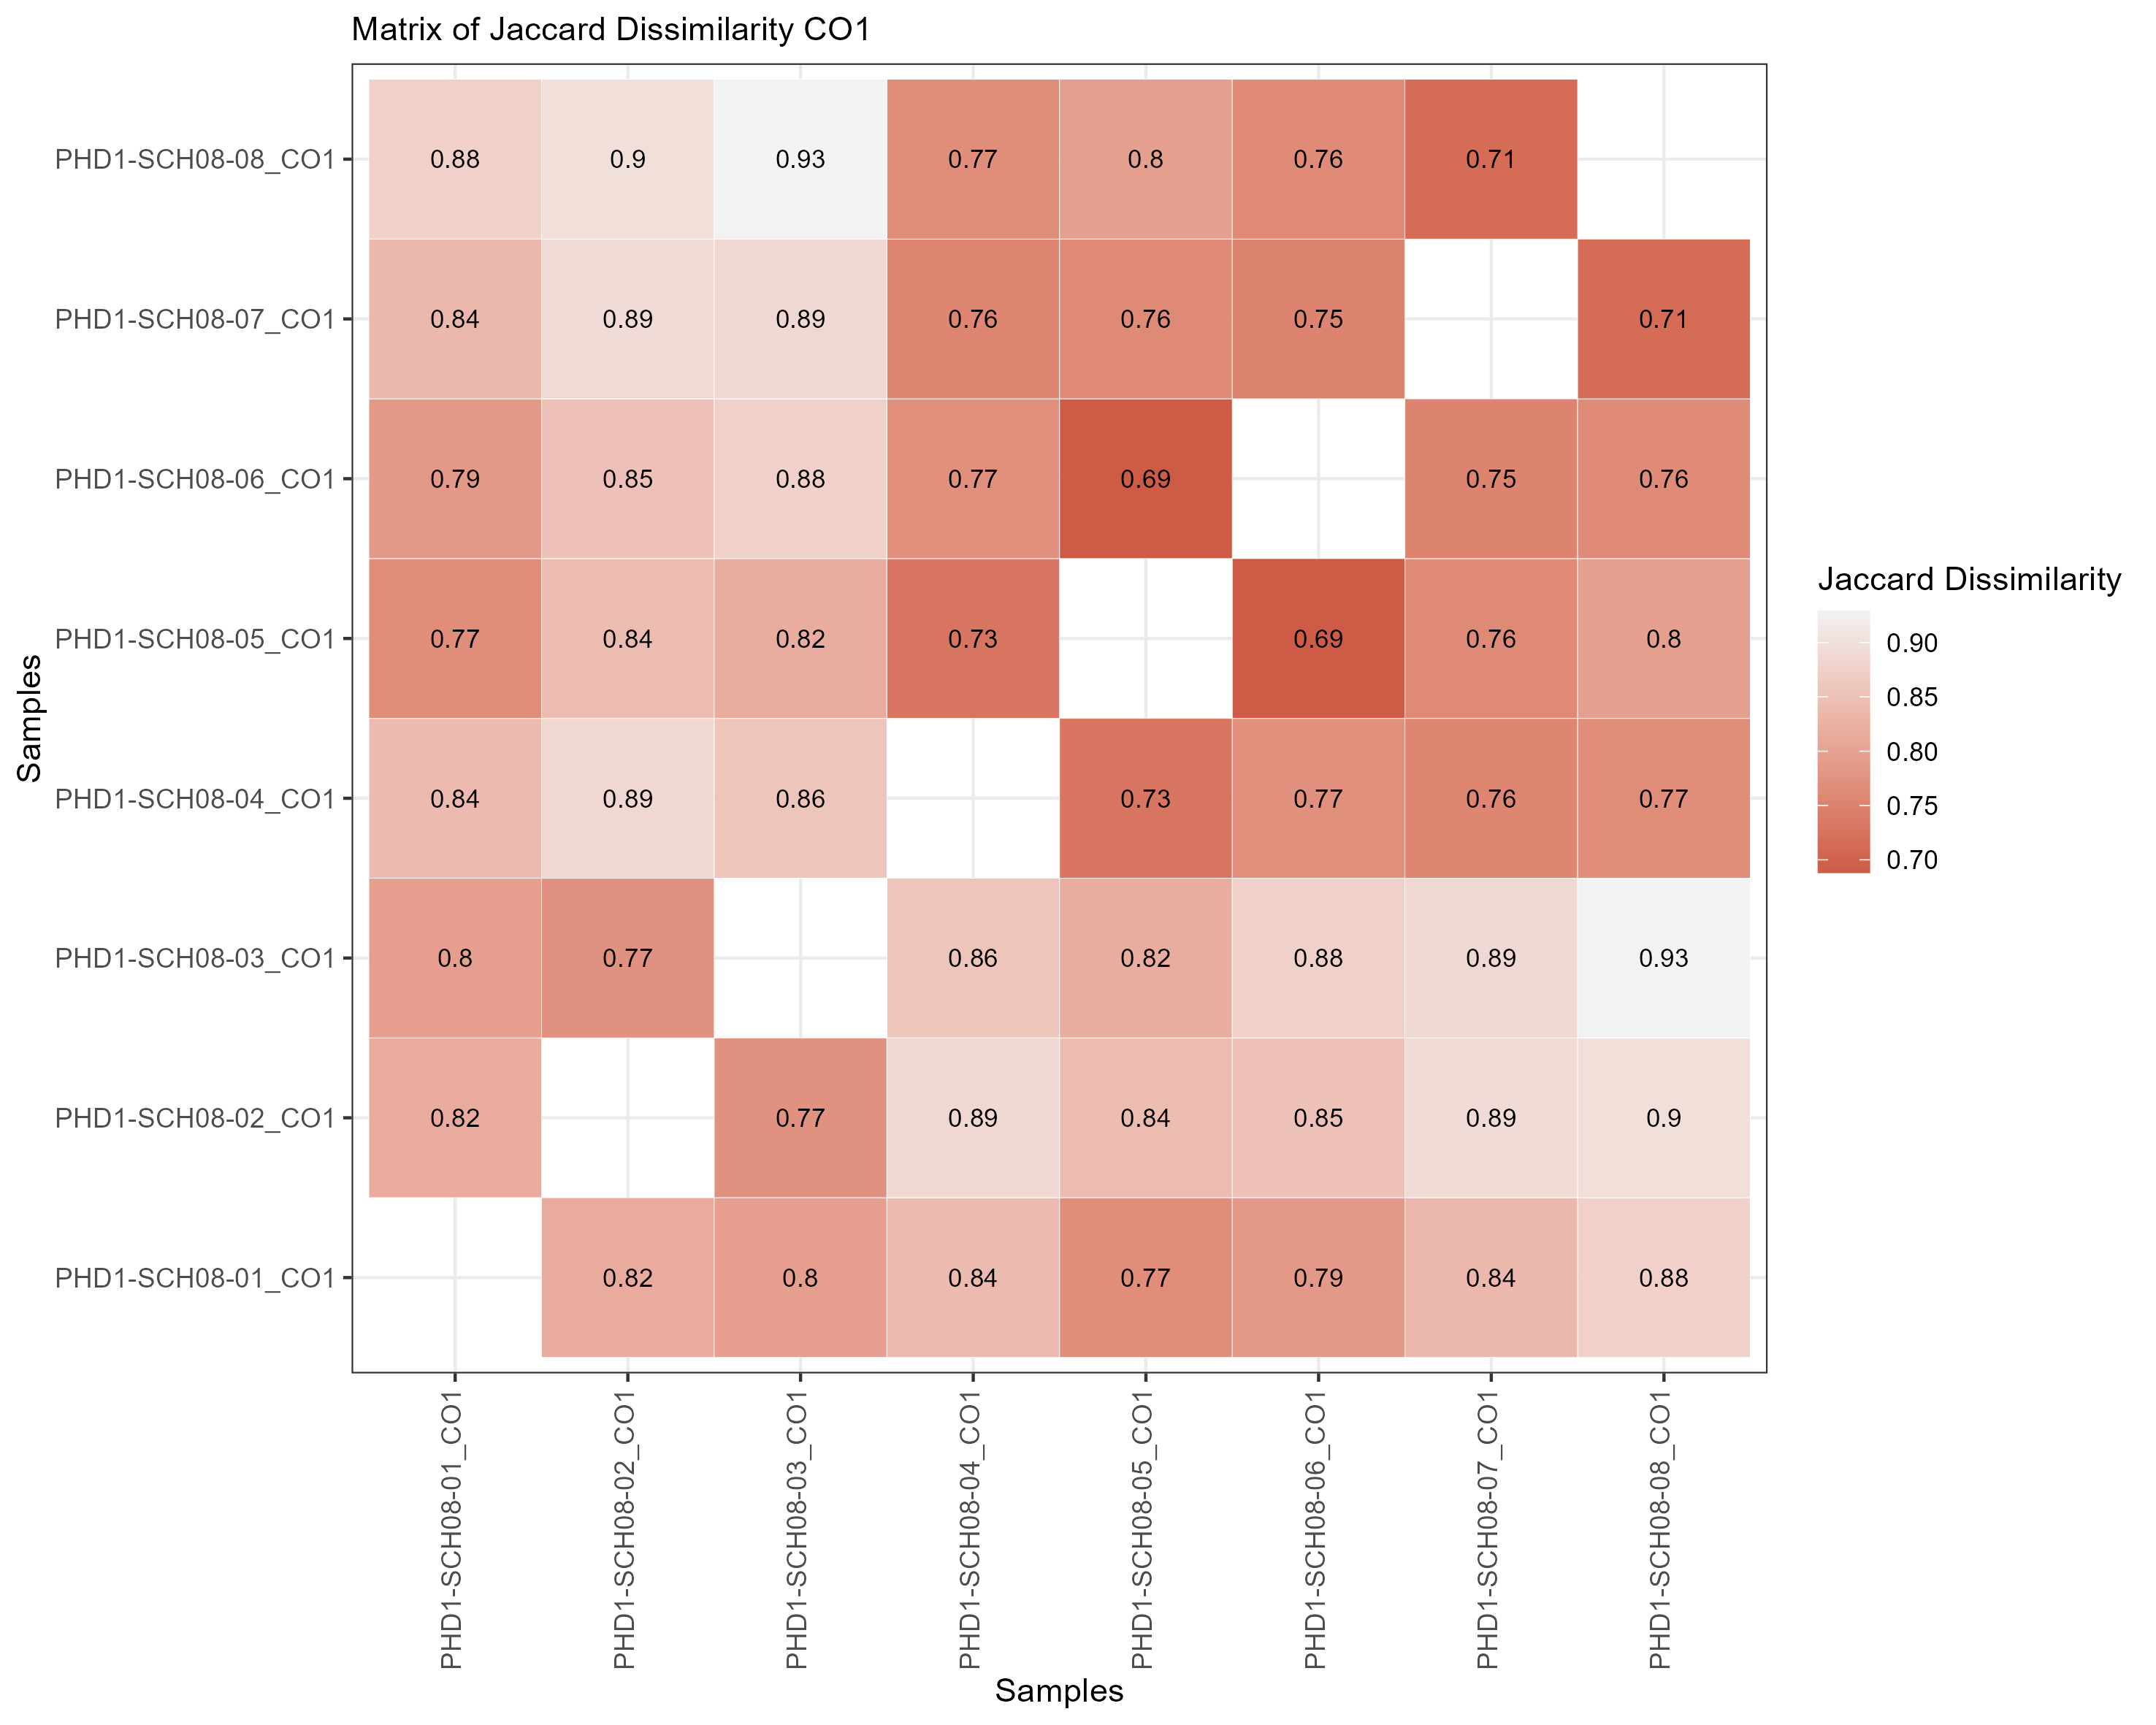 Matrix of Jaccard Dissimilarity CO1
PHD1-SCH08-08_CO1 0.88 0.9 0.93 0.77 0.8 0.76 0.71
PHD1-SCH08-07_CO1 0.84 0.89 0.89 0.76 0.76 0.75 0.71
PHD1-SCH08-06_CO1 0.79 0.85 0.88 0.77 0.69 0.75 0.76
PHD1-SCH08-05_CO1 0.77 0.84 0.82 0.73 0.69 0.76 0.8
PHD1-SCH08-04_CO1 0.84 0.89 0.86 0.73 0.77 0.76 0.77
PHD1-SCH08-03_CO1 0.8 0.77 0.86 0.82 0.88 0.89 0.93
PHD1-SCH08-02_CO1 0.82 0.77 0.89 0.84 0.85 0.89 0.9
PHD1-SCH08-01_CO1 0.82 0.8 0.84 0.77 0.79 0.84 0.88
Samples
PHD1-SCH08-01_CO1
PHD1-SCH08-02_CO1
PHD1-SCH08-03_CO1
PHD1-SCH08-04_CO1
PHD1-SCH08-05_CO1
PHD1-SCH08-06_CO1
PHD1-SCH08-07_CO1
PHD1-SCH08-08_CO1
Samples
Jaccard Dissimilarity
0.90
0.85
0.80
0.75
0.70